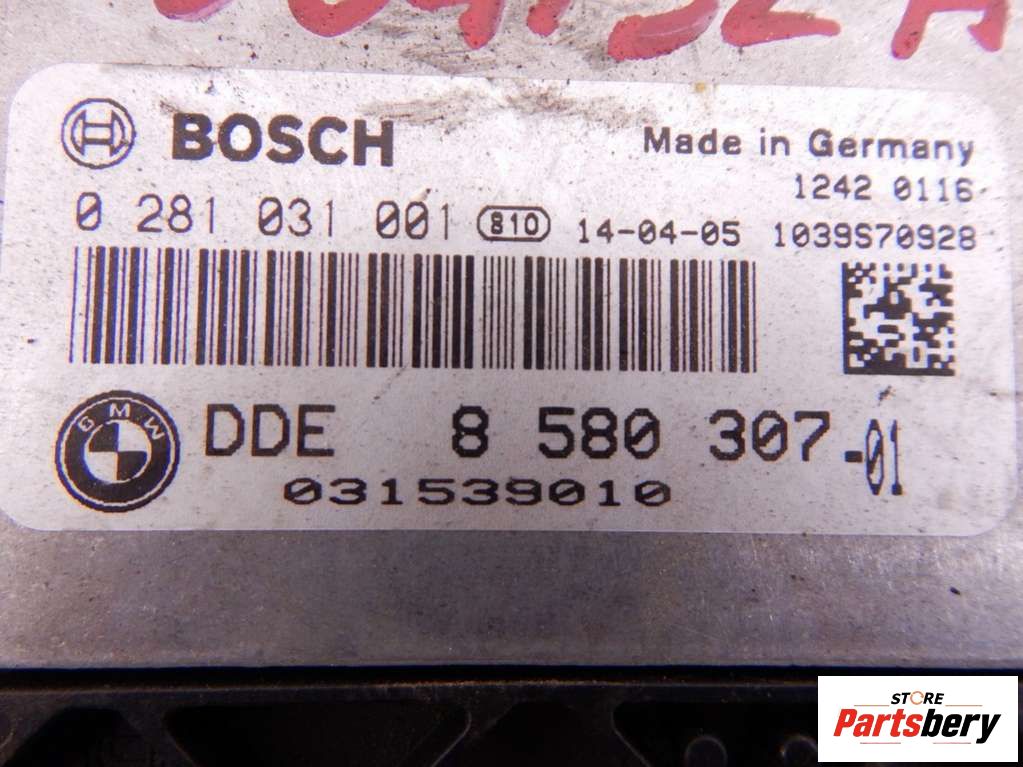 BOSCH
Made in Germany
1242 0116
0 281 031 001 810 14-04-05 1039S70928
BMW
DDE 8 580 307-01
031539010
STORE
Partsbery